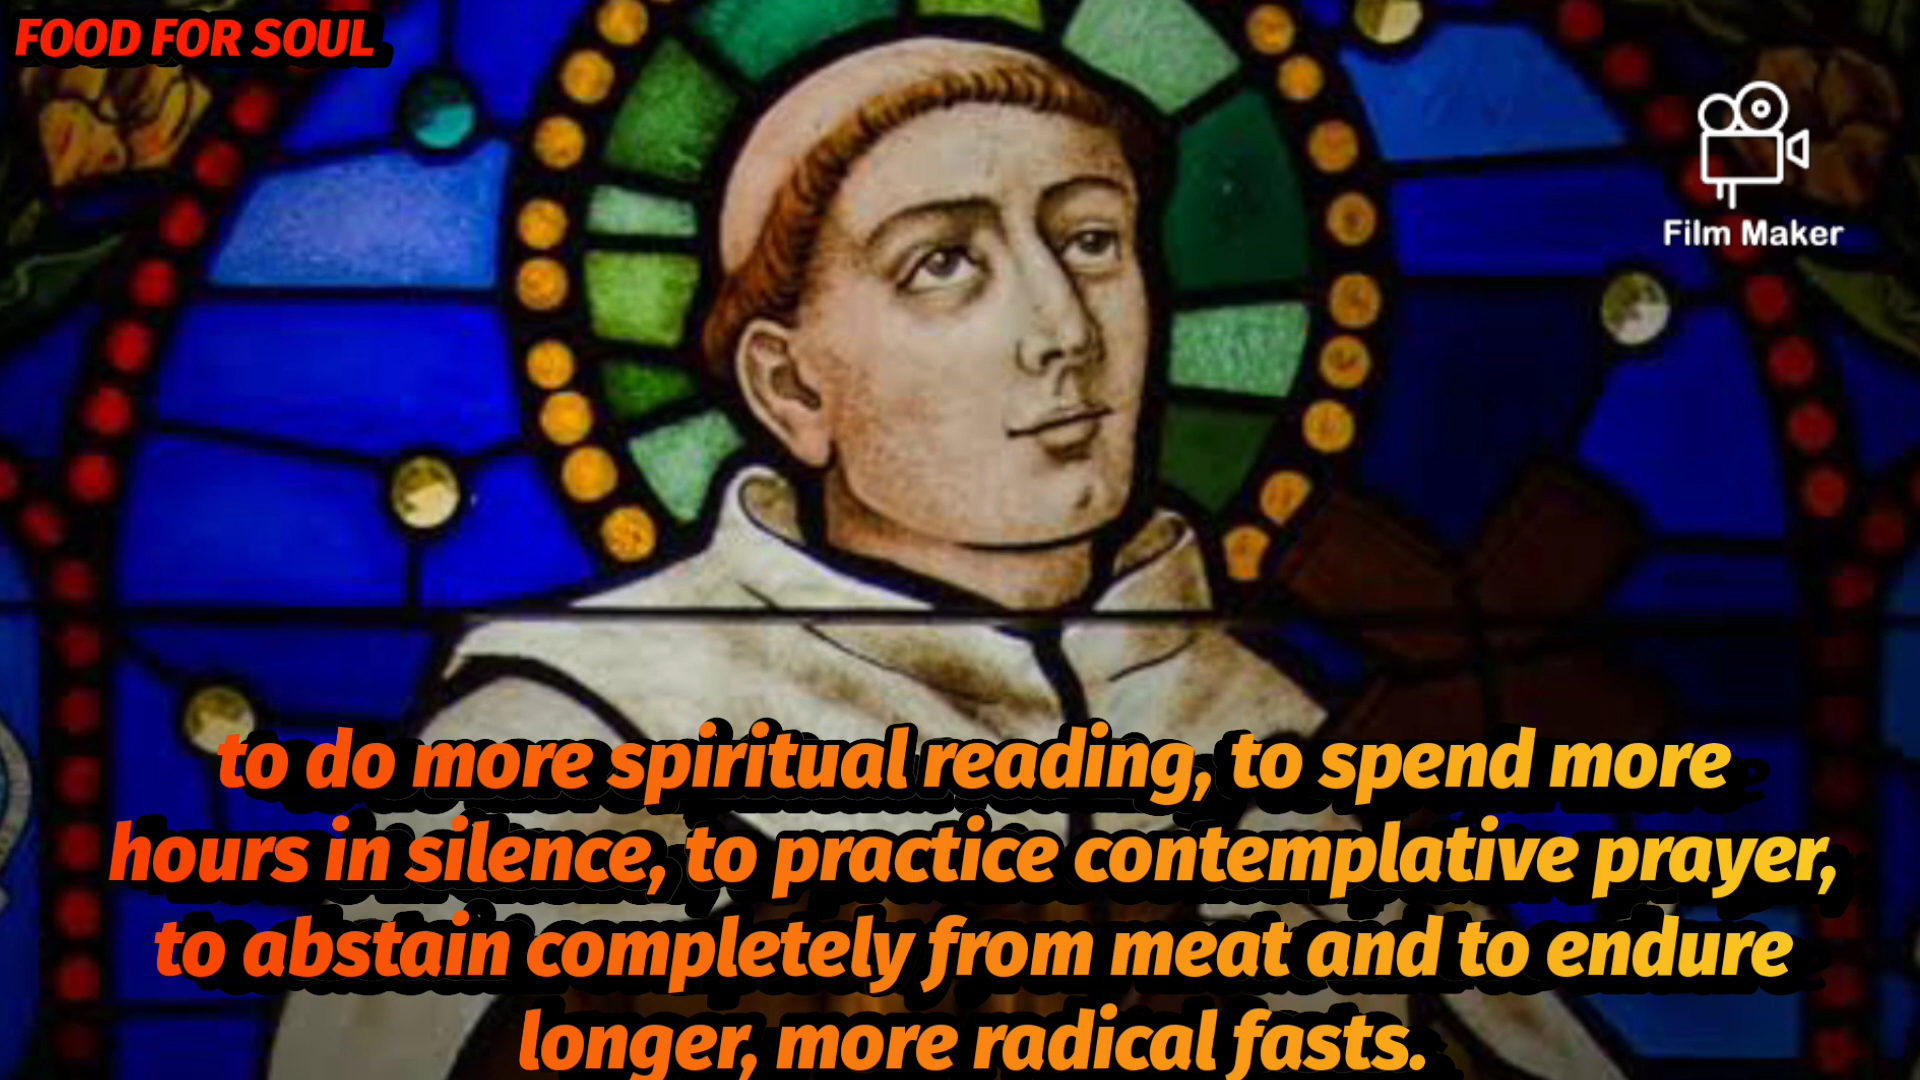 FOOD FOR SOUL
Film Maker
to do more spiritual reading, to spend more
hours in silence, to practice contemplative prayer,
to abstain completely from meat and to endure
longer, more radical fasts.